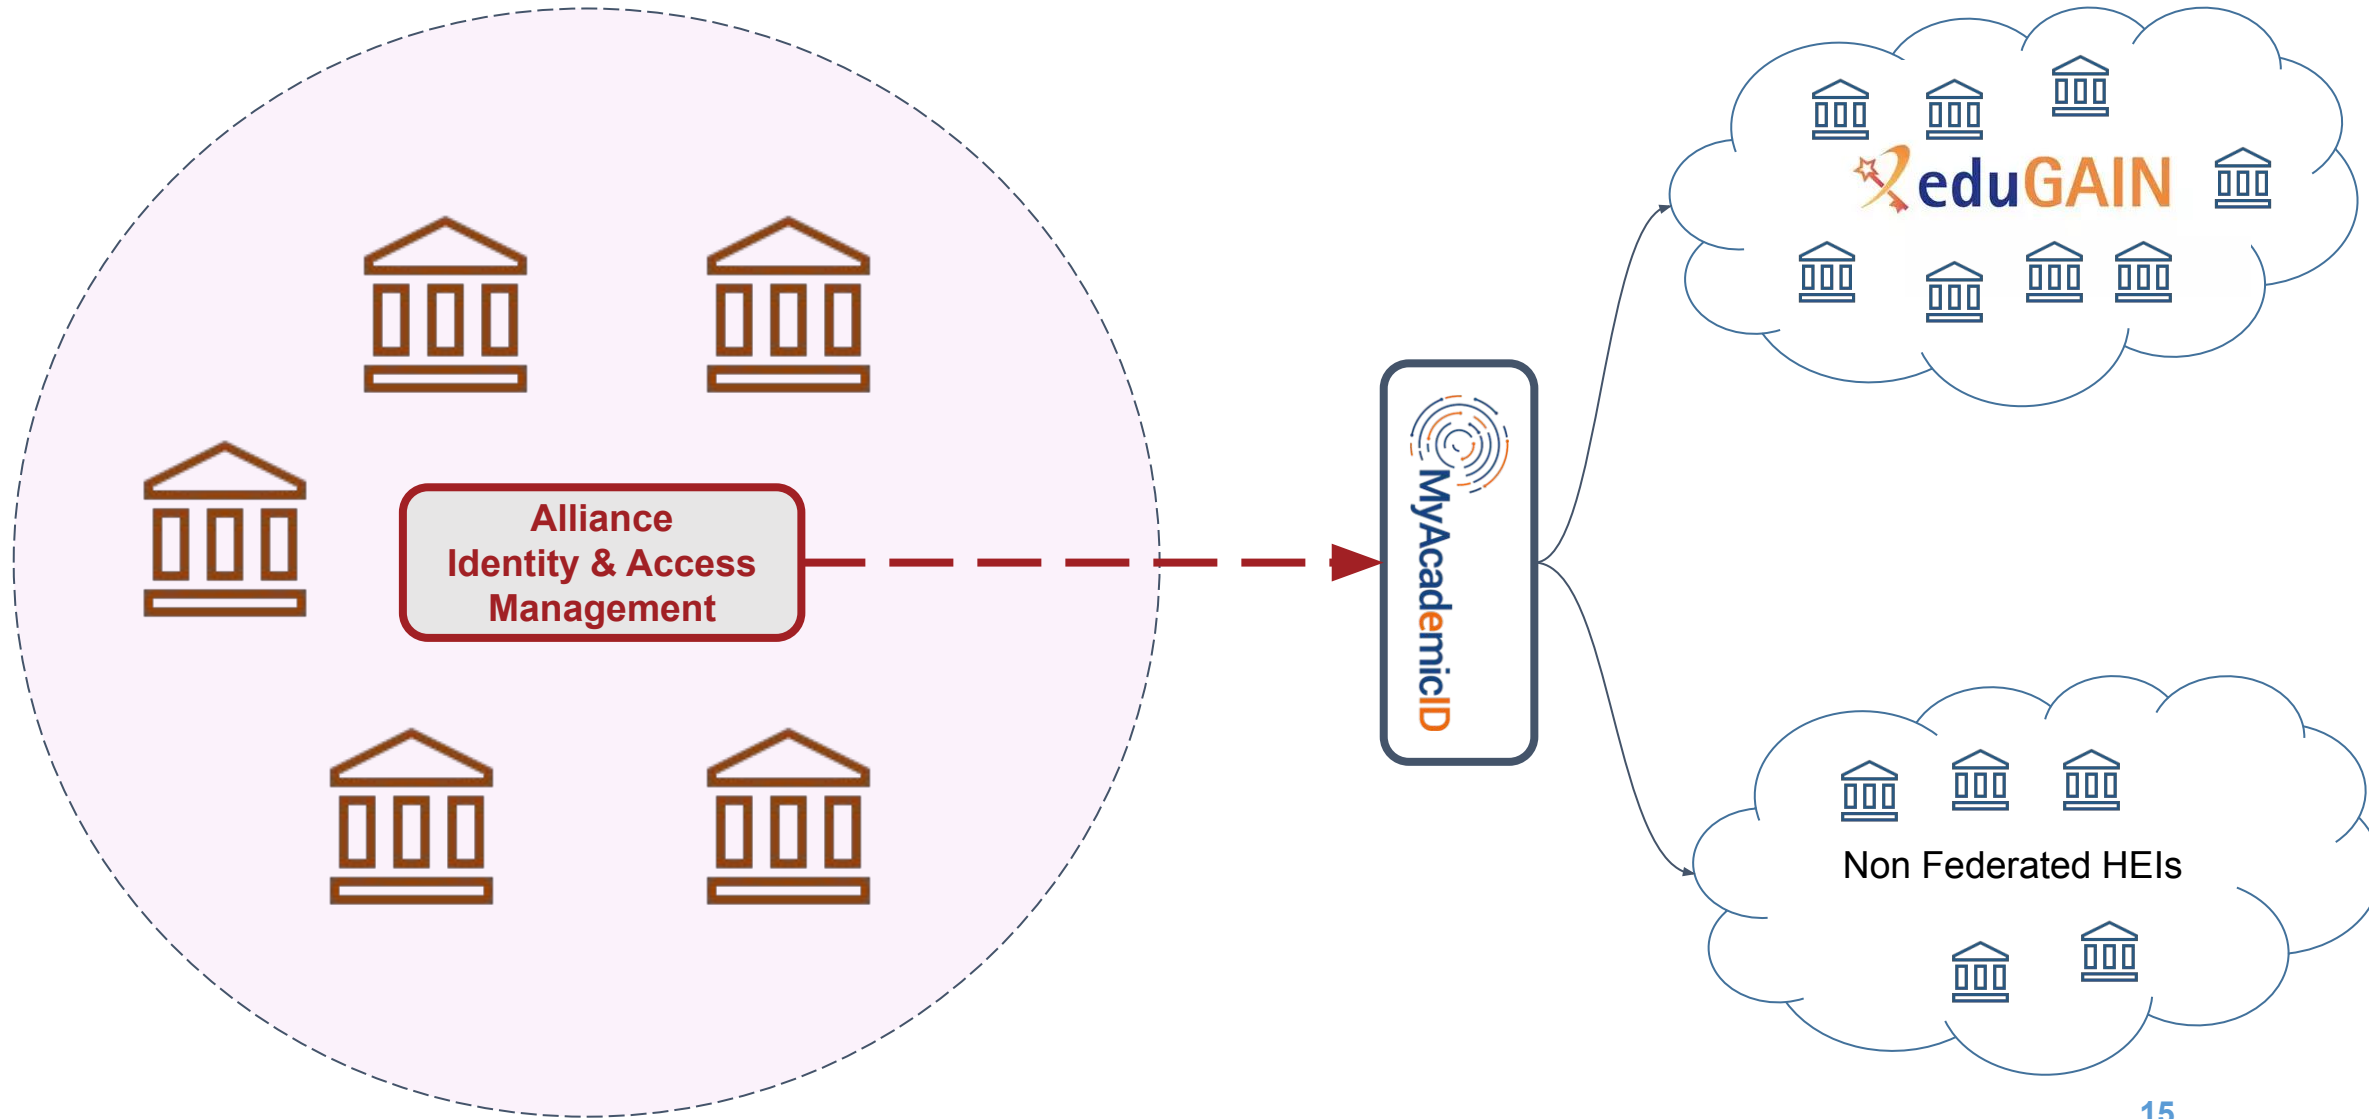 Alliance
Identity & Access
Management
MyAcademicID
eduGAIN
Non Federated HEIs
15